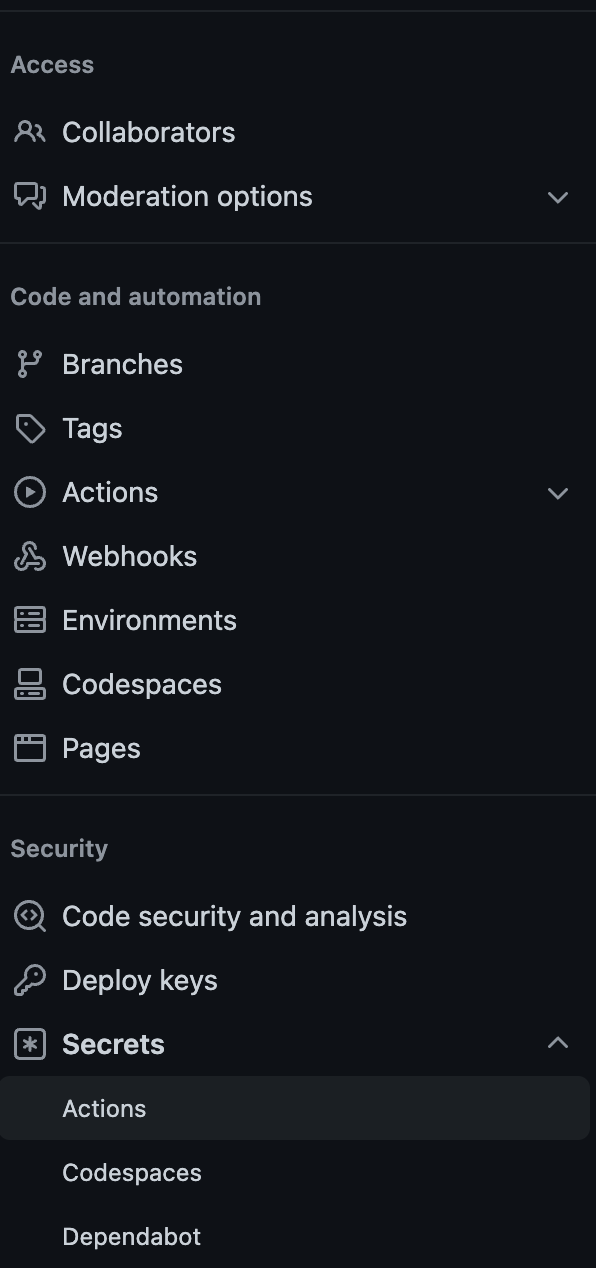 Access
Collaborators
Moderation options
Code and automation
Branches
Tags
Actions
Webhooks
Environments
Codespaces
Pages
Security
Code security and analysis
Deploy keys
Secrets
Actions
Codespaces
Dependabot